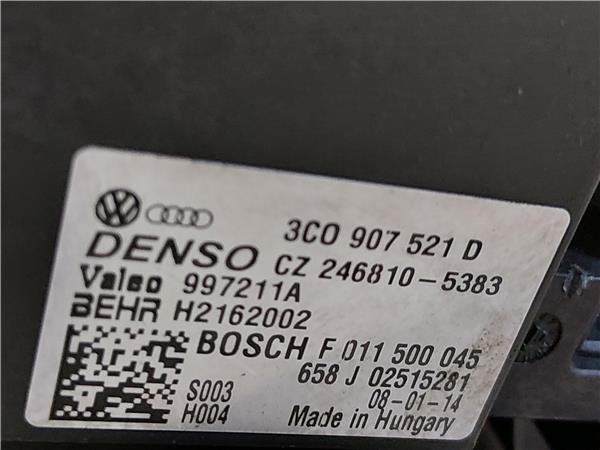 3C0 907 521 D
DENSO CZ 246810-5383
Valeo 997211A
BEHR H2162002
BOSCH F 011 500 045
658 J 02515281
S003 08-01-14
H004 Made in Hungary